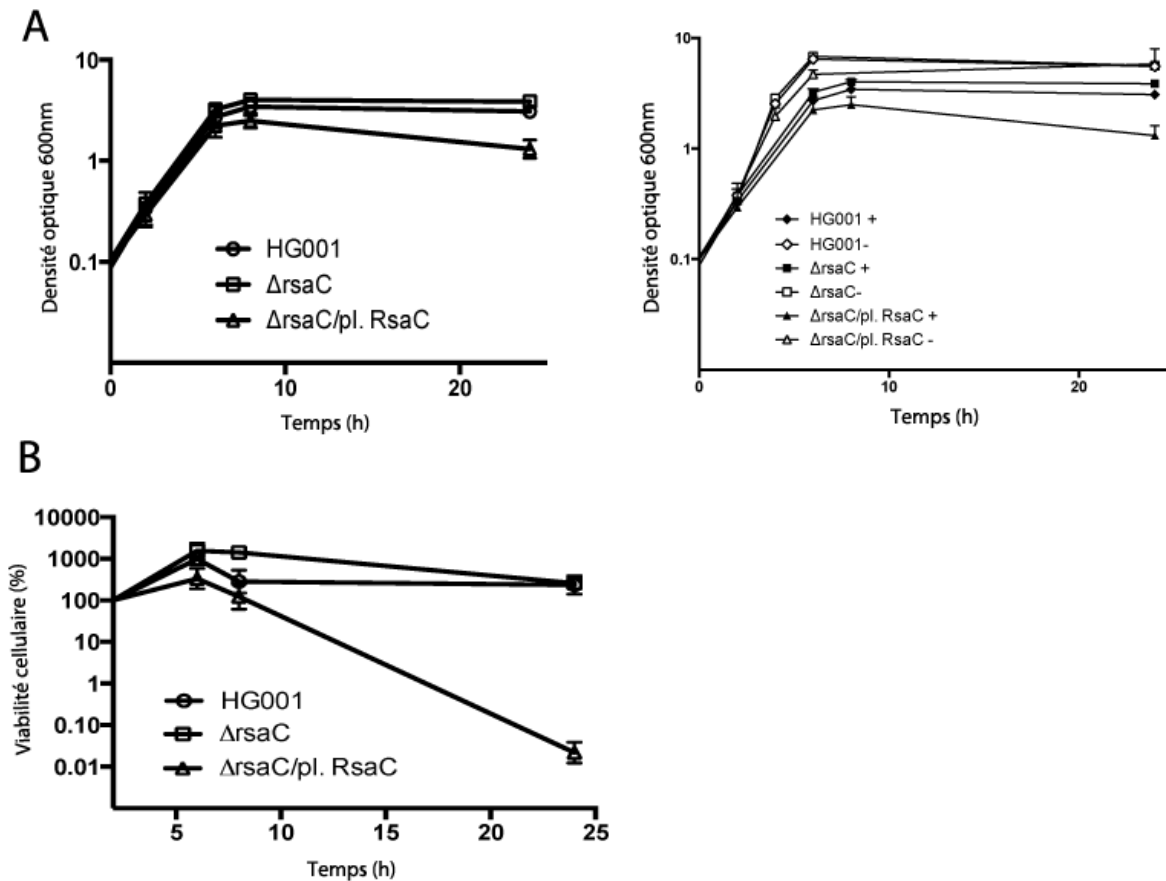 A
Densité optique 600nm
10
1
0.1
HG001
ΔrsaC
ΔrsaC/pl. RsaC
0
10
20
Temps (h)
Densité optique 600nm
10
1
0.1
HG001 +
HG001-
ΔrsaC +
ΔrsaC-
ΔrsaC/pl. RsaC +
ΔrsaC/pl. RsaC -
0
10
20
Temps (h)
B
Viabilité cellulaire (%)
10000
1000
100
10
1
0.10
0.01
HG001
ΔrsaC
ΔrsaC/pl. RsaC
5
10
15
20
25
Temps (h)